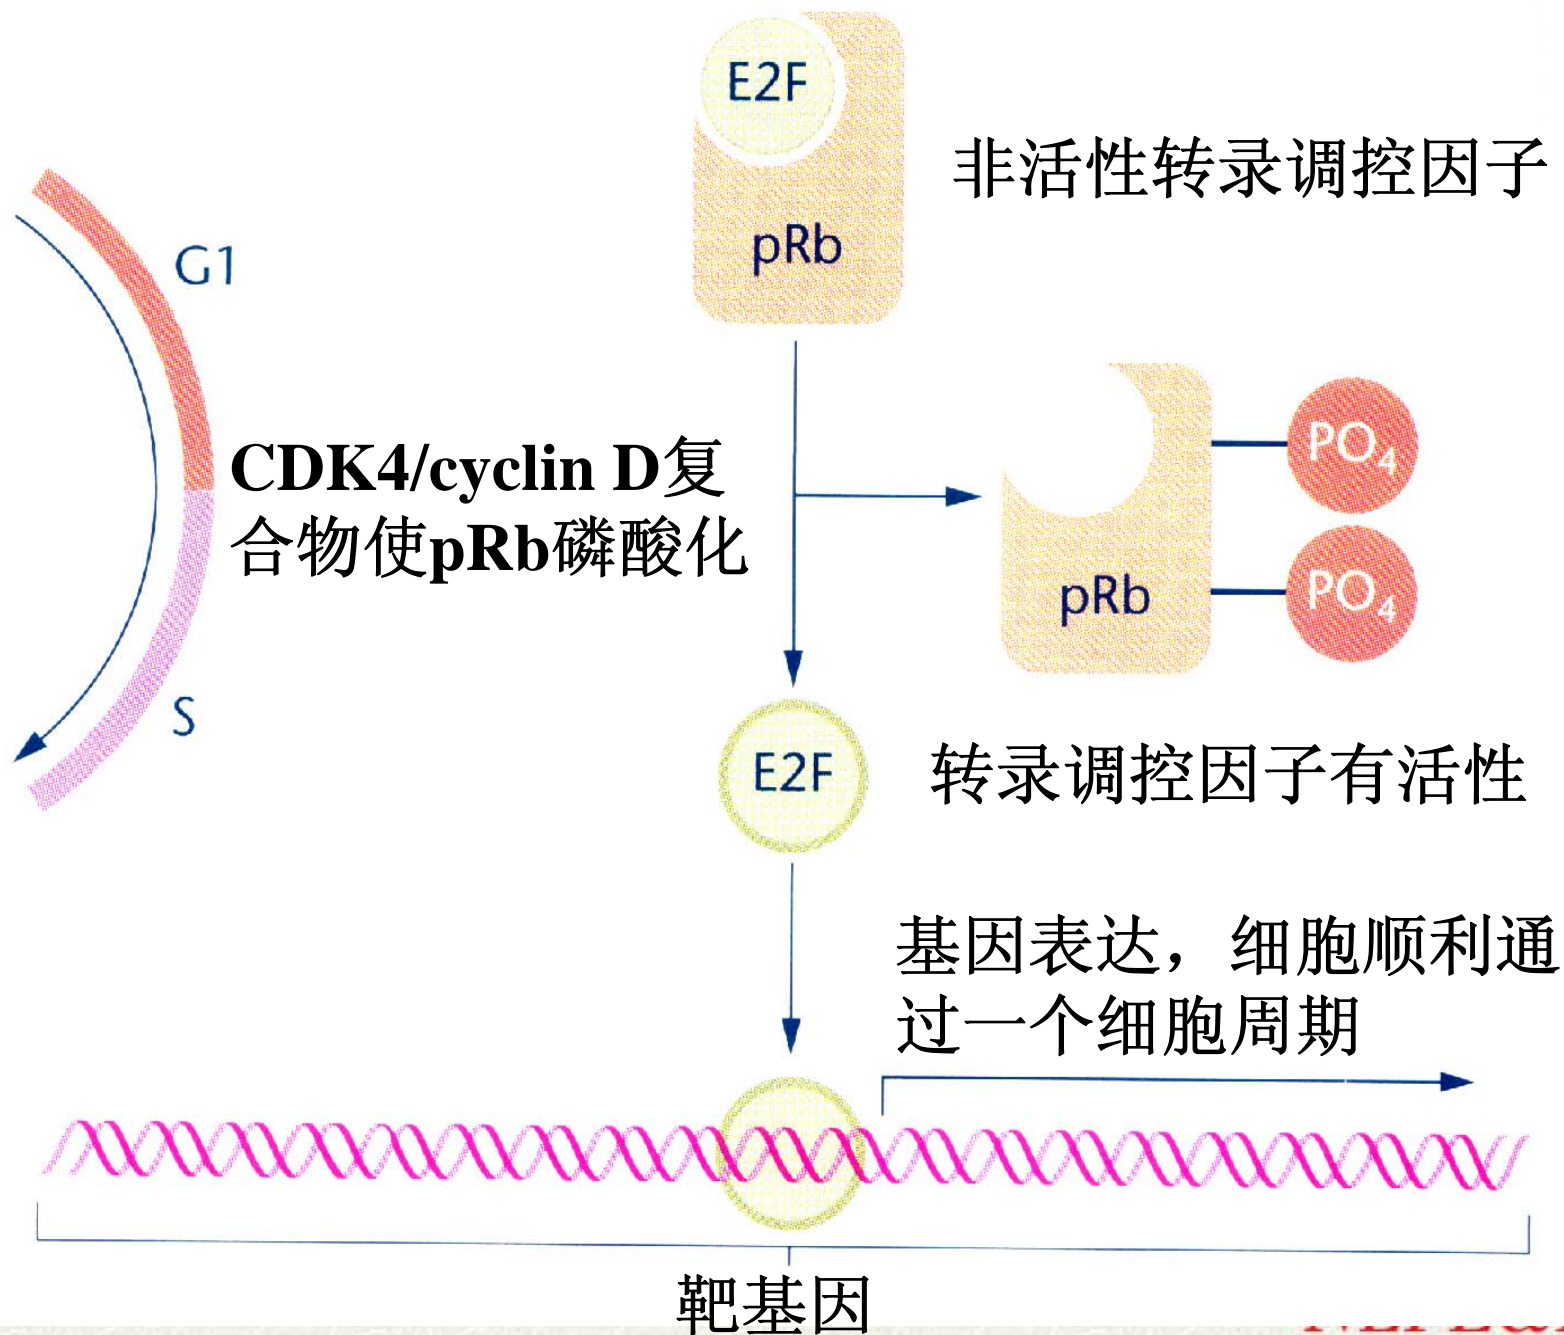 E2F
非活性转录调控因子
pRb
G1
CDK4/cyclin D复
合物使pRb磷酸化
PO4
pRb
PO4
S
E2F
转录调控因子有活性
基因表达，细胞顺利通
过一个细胞周期
靶基因